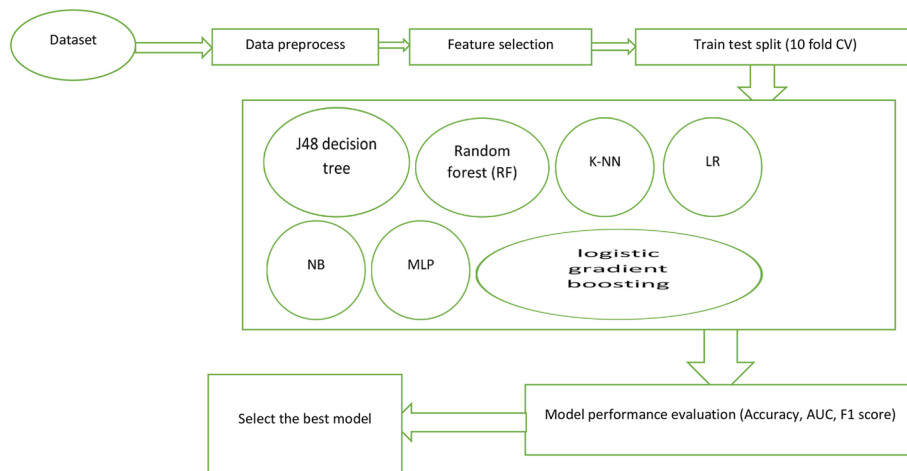 Dataset
Data preprocess
Feature selection
Train test split (10 fold CV)
J48 decision
tree
Random
forest (RF)
K-NN
LR
NB
MLP
logistic
gradient
boosting
Select the best model
Model performance evaluation (Accuracy, AUC, F1 score)